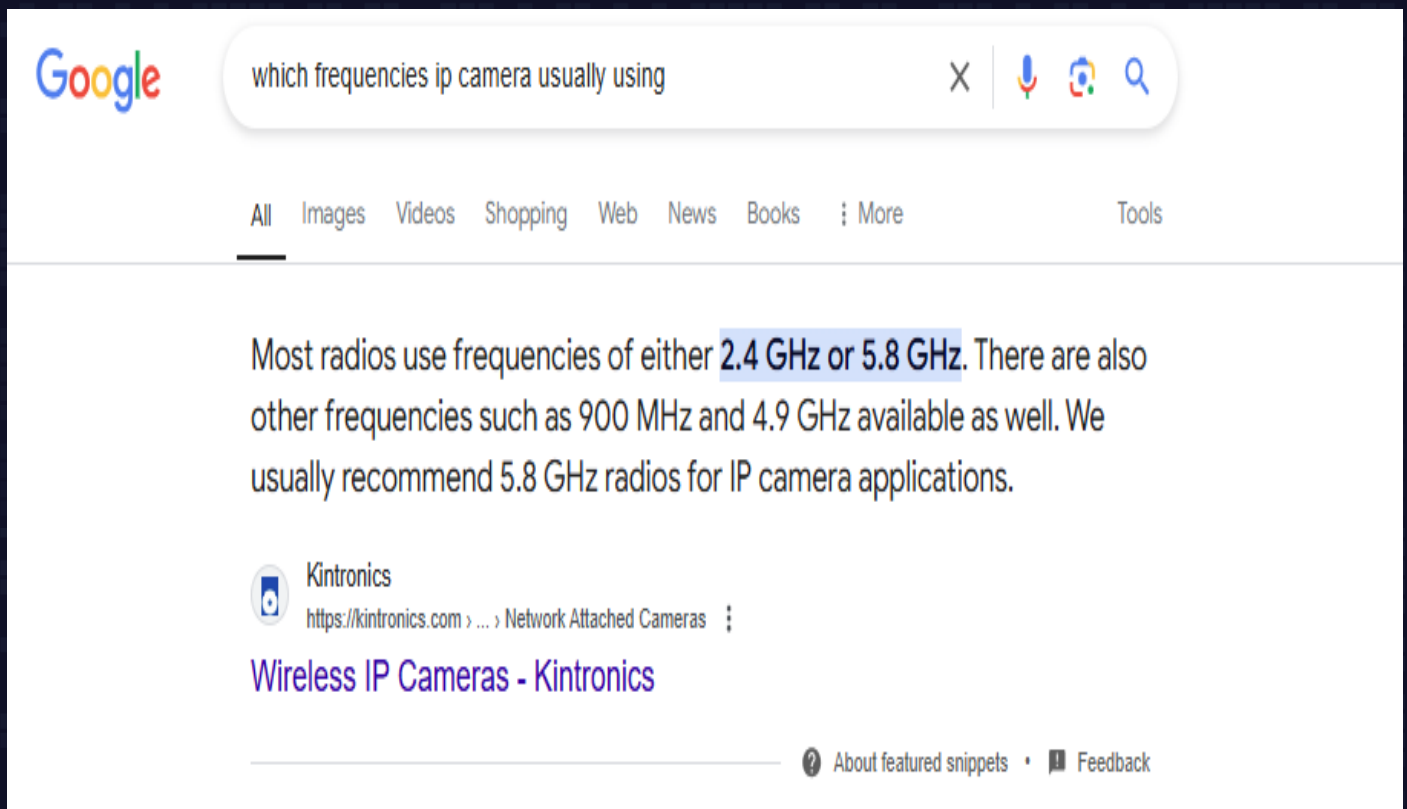 Google which frequencies ip camera usually using
All Images Videos Shopping Web News Books More Tools
Most radios use frequencies of either 2.4 GHz or 5.8 GHz. There are also
other frequencies such as 900 MHz and 4.9 GHz available as well. We
usually recommend 5.8 GHz radios for IP camera applications.
Kintronics
https://kintronics.com › ... › Network Attached Cameras
Wireless IP Cameras - Kintronics
About featured snippets • Feedback